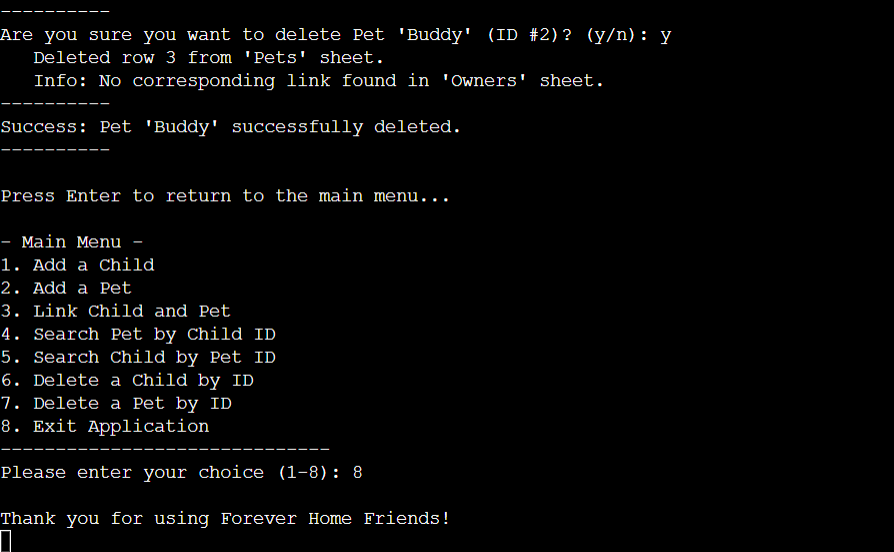 ----------
Are you sure you want to delete Pet 'Buddy' (ID #2)? (y/n): y
   Deleted row 3 from 'Pets' sheet.
   Info: No corresponding link found in 'Owners' sheet.
----------
Success: Pet 'Buddy' successfully deleted.
----------

Press Enter to return to the main menu...

- Main Menu -
1. Add a Child
2. Add a Pet
3. Link Child and Pet
4. Search Pet by Child ID
5. Search Child by Pet ID
6. Delete a Child by ID
7. Delete a Pet by ID
8. Exit Application
------------------------------
Please enter your choice (1-8): 8

Thank you for using Forever Home Friends!